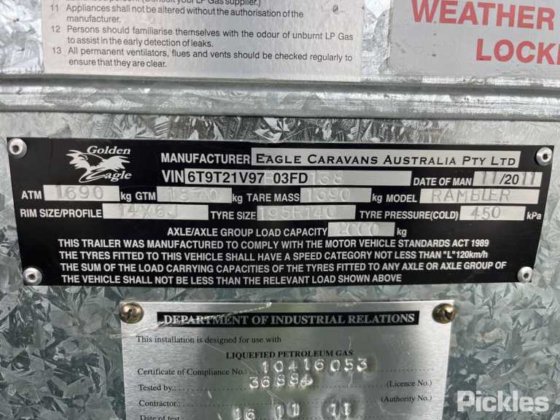 11 Appliances shall not be altered without the authorisation of the
manufacturer.
12 Persons should familiarise themselves with the odour of unburnt LP Gas
to assist in the early detection of leaks.
13 All permanent ventilators, flues and vents should be checked regularly to
ensure that they are clear.
WEATHER
LOCKE
Golden Eagle
MANUFACTURER EAGLE CARAVANS AUSTRALIA PTY LTD
VIN 6T9T21V97 03FD DATE OF MAN 11/2011
ATM 1690 kg GTM kg TARE MASS kg MODEL RAMBLER
RIM SIZE/PROFILE TYRE SIZE TYRE PRESSURE(COLD) 450 kPa
AXLE/AXLE GROUP LOAD CAPACITY kg
THIS TRAILER WAS MANUFACTURED TO COMPLY WITH THE MOTOR VEHICLE STANDARDS ACT 1989
THE TYRES FITTED TO THIS VEHICLE SHALL HAVE A SPEED CATEGORY NOT LESS THAN "L"120km/h
THE SUM OF THE LOAD CARRYING CAPACITIES OF THE TYRES FITTED TO ANY AXLE OR AXLE GROUP OF
THE VEHICLE SHALL NOT BE LESS THAN THE RELEVANT LOAD SHOWN ABOVE
DEPARTMENT OF INDUSTRIAL RELATIONS
This installation is designed for use with
LIQUEFIED PETROLEUM GAS
Certificate of Compliance No. 10416053
Tested by (Licence No.
Contractor: (Autho
Date of test 16 11 11
Pickles